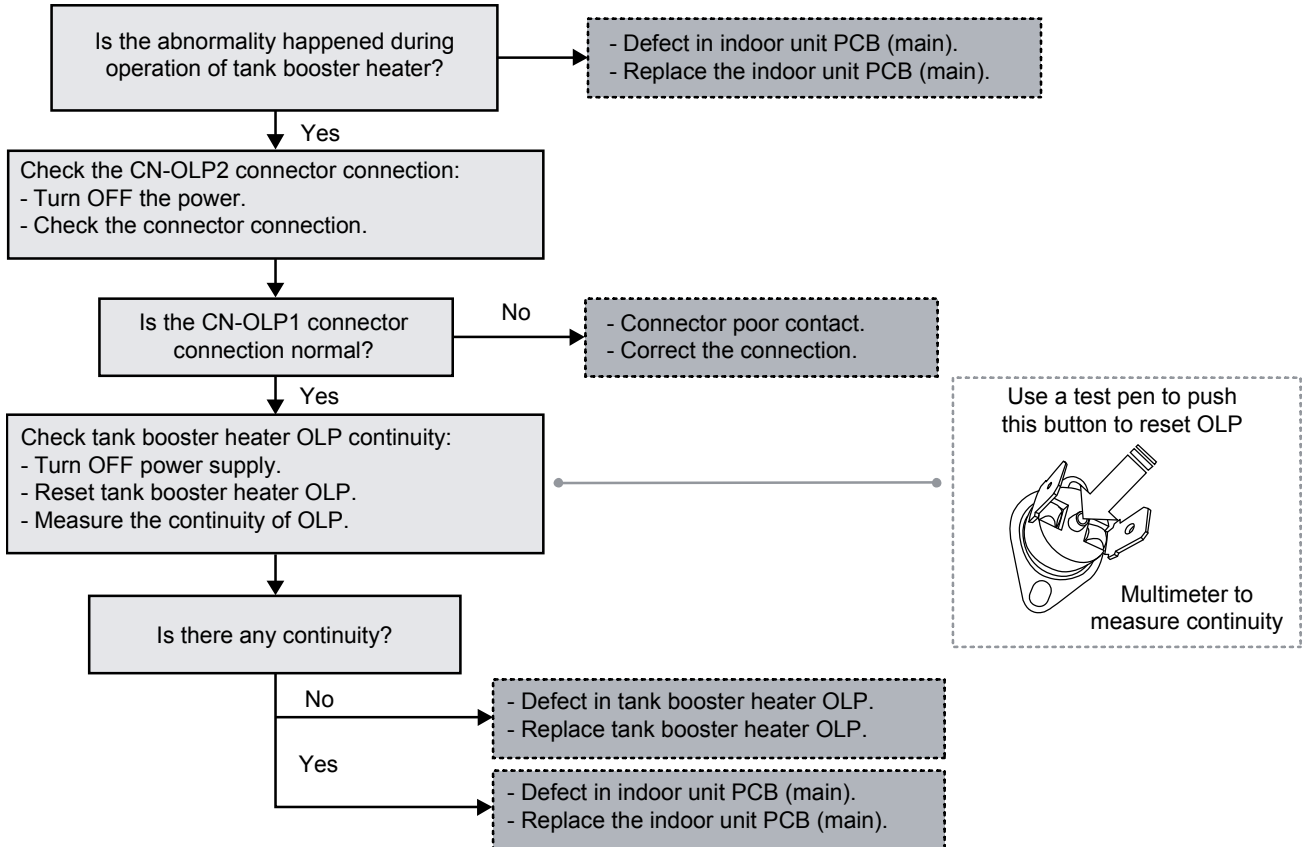 Is the abnormality happened during
operation of tank booster heater?
- Defect in indoor unit PCB (main).
- Replace the indoor unit PCB (main).
Yes
Check the CN-OLP2 connector connection:
- Turn OFF the power.
- Check the connector connection.
Is the CN-OLP1 connector
connection normal?
No
- Connector poor contact.
- Correct the connection.
Yes
Check tank booster heater OLP continuity:
- Turn OFF power supply.
- Reset tank booster heater OLP.
- Measure the continuity of OLP.
Use a test pen to push
this button to reset OLP
Multimeter to
measure continuity
Is there any continuity?
No
- Defect in tank booster heater OLP.
- Replace tank booster heater OLP.
Yes
- Defect in indoor unit PCB (main).
- Replace the indoor unit PCB (main).